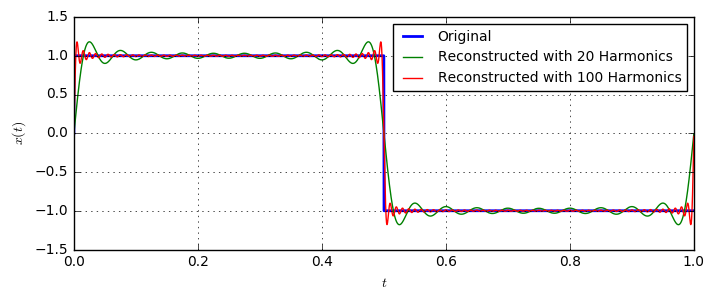 1.5
Original
Reconstructed with 20 Harmonics
Reconstructed with 100 Harmonics
1.0
0.5
0.0
−0.5
−1.0
−1.5
x(t)
0.0 0.2 0.4 0.6 0.8 1.0
t